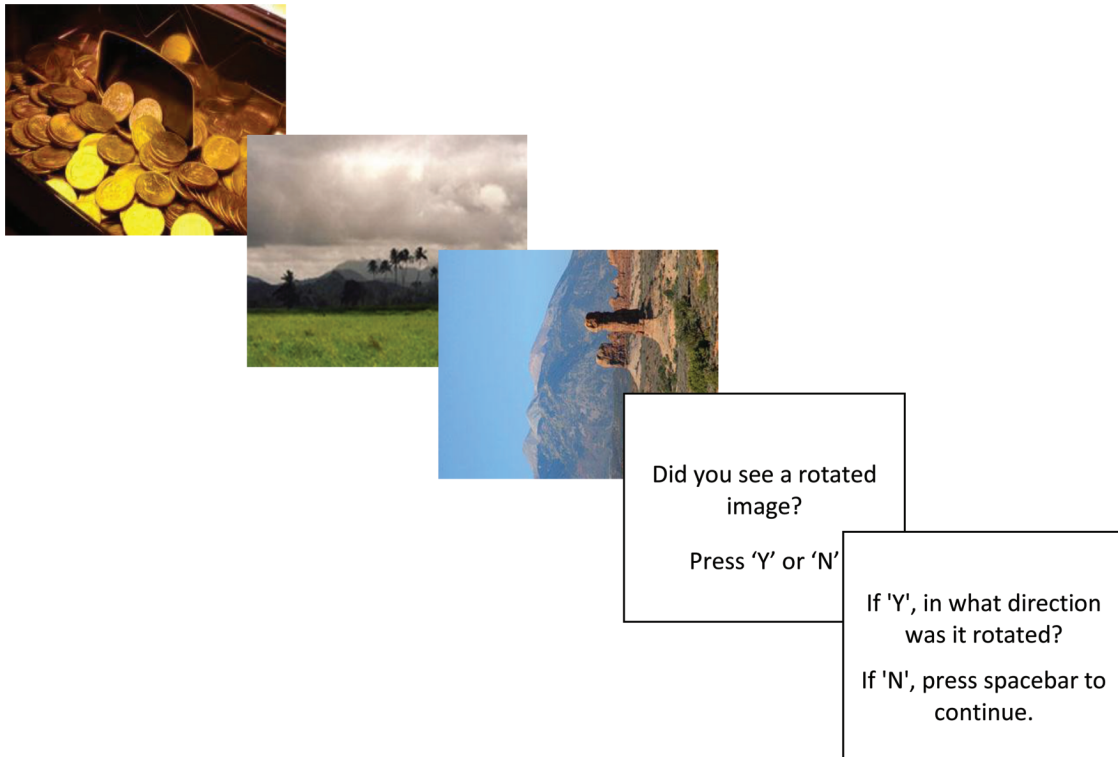 Did you see a rotated
image?
Press ‘Y’ or ‘N’
If 'Y', in what direction
was it rotated?
If 'N', press spacebar to
continue.